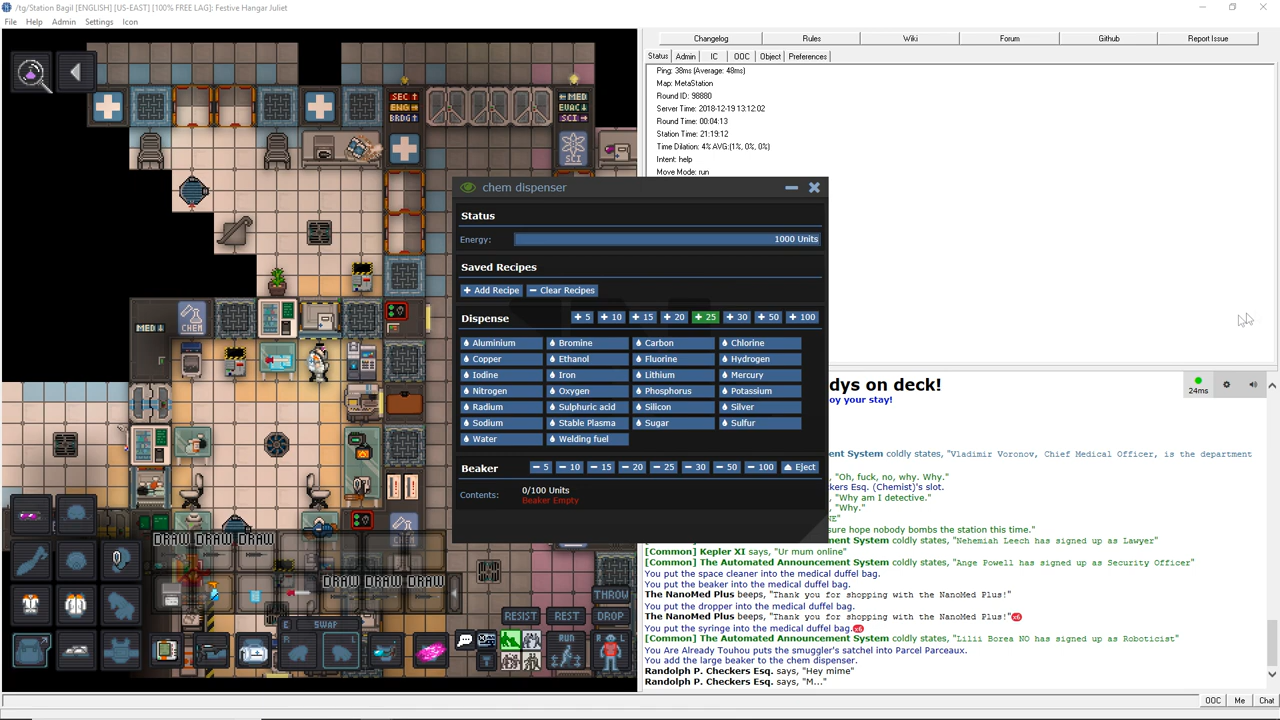 /tg/Station Bagil [ENGLISH] [US-EAST] [100% FREE LAG]: Festive Hangar Juliet
File Help Admin Settings Icon
Changelog Rules Wiki Forum Github Report Issue
Status Admin IC OOC Object Preferences
Ping: 38ms (Average: 48ms)
Map: MetaStation
Round ID: 98880
Server Time: 2018-12-19 13:12:02
Round Time: 00:04:13
Station Time: 21:19:12
Time Dilation: 4% AVG:(1%, 0%, 0%)
Intent: help
Move Mode: run
SEC
ENG
BRDG
MED
EVAC
SCI
SCI
MED
CHEM
chem dispenser
Status
Energy: 1000 Units
Saved Recipes
Add Recipe Clear Recipes
Dispense 5 10 15 20 25 30 50 100
Aluminium Bromine Carbon Chlorine
Copper Ethanol Fluorine Hydrogen
Iodine Iron Lithium Mercury
Nitrogen Oxygen Phosphorus Potassium
Radium Sulphuric acid Silicon Silver
Sodium Stable Plasma Sugar Sulfur
Water Welding fuel
Beaker 5 10 15 20 25 30 50 100 Eject
Contents: 0/100 Units
Beaker Empty
CHEM
DRAW DRAW DRAW
DRAW DRAW DRAW
RESIST REST THROW
DROP
SWAP
E
R L
RUN
R L
dys on deck!
oy your stay!
24ms
ent System coldly states, "Vladimir Voronov, Chief Medical Officer, is the department
"Oh, fuck, no, why. Why."
kers Esq. (Chemist)'s slot.
"Why am I detective."
"Why."
NE"
sure hope nobody bombs the station this time."
ent System coldly states, "Nehemiah Leech has signed up as Lawyer"
[Common] Kepler XI says, "Ur mum online"
[Common] The Automated Announcement System coldly states, "Ange Powell has signed up as Security Officer"
You put the space cleaner into the medical duffel bag.
You put the beaker into the medical duffel bag.
The NanoMed Plus beeps, "Thank you for shopping with the NanoMed Plus!"
You put the dropper into the medical duffel bag.
The NanoMed Plus beeps, "Thank you for shopping with the NanoMed Plus!" x6
You put the syringe into the medical duffel bag. x6
[Common] The Automated Announcement System coldly states, "Lilii Borea NO has signed up as Roboticist"
You Are Already Touhou puts the smuggler's satchel into Parcel Parceaux.
You add the large beaker to the chem dispenser.
Randolph P. Checkers Esq. says, "Hey mime"
Randolph P. Checkers Esq. says, "M..."
OOC Me Chat